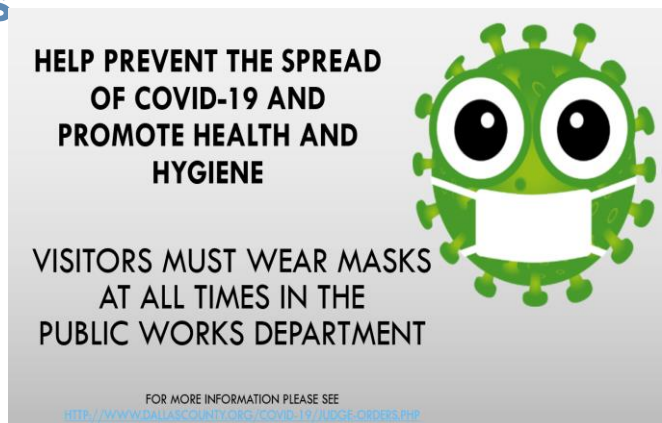 HELP PREVENT THE SPREAD
OF COVID-19 AND
PROMOTE HEALTH AND
HYGIENE
VISITORS MUST WEAR MASKS
AT ALL TIMES IN THE
PUBLIC WORKS DEPARTMENT
FOR MORE INFORMATION PLEASE SEE
HTTP://WWW.DALLASCOUNTY.ORG/COVID-19/JUDGE-ORDERS.PHP